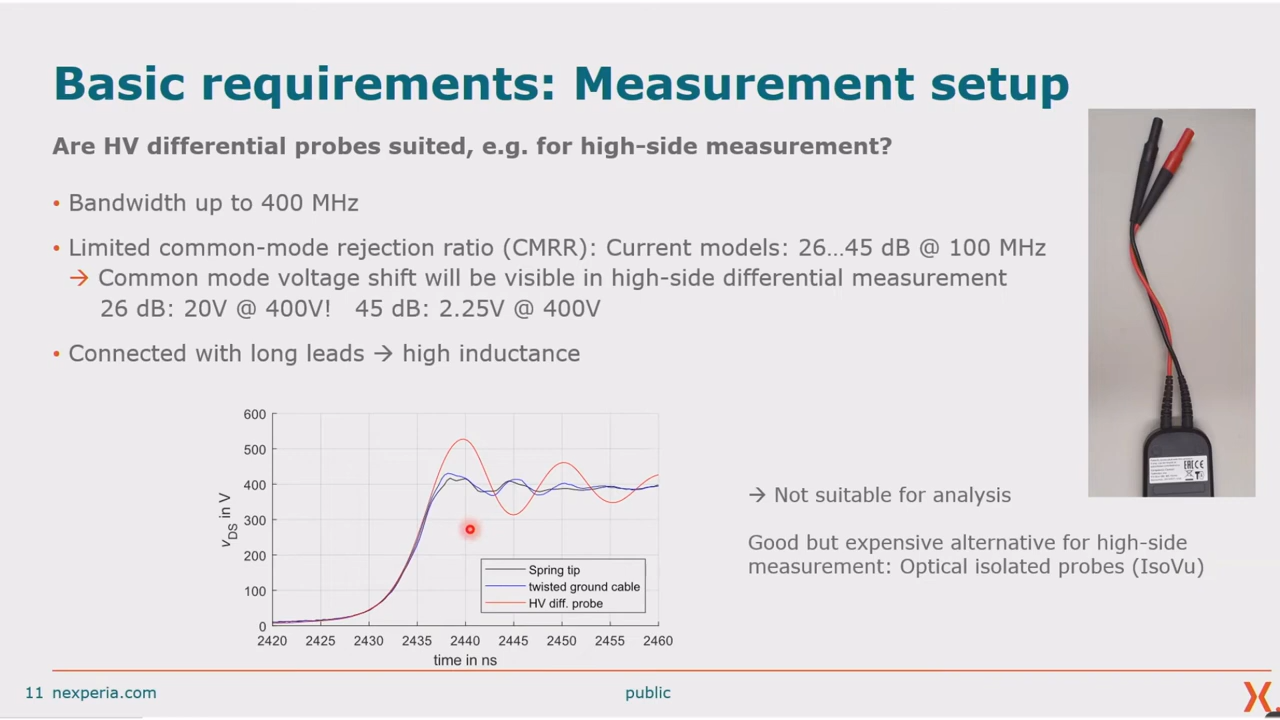 Basic requirements: Measurement setup
Are HV differential probes suited, e.g. for high-side measurement?
• Bandwidth up to 400 MHz
• Limited common-mode rejection ratio (CMRR): Current models: 26…45 dB @ 100 MHz
→ Common mode voltage shift will be visible in high-side differential measurement
26 dB: 20V @ 400V! 45 dB: 2.25V @ 400V
• Connected with long leads → high inductance
600
500
400
300
200
100
0
vDS in V
Spring tip
twisted ground cable
HV diff. probe
2420 2425 2430 2435 2440 2445 2450 2455 2460
time in ns
→ Not suitable for analysis
Good but expensive alternative for high-side
measurement: Optical isolated probes (IsoVu)
11 nexperia.com
public